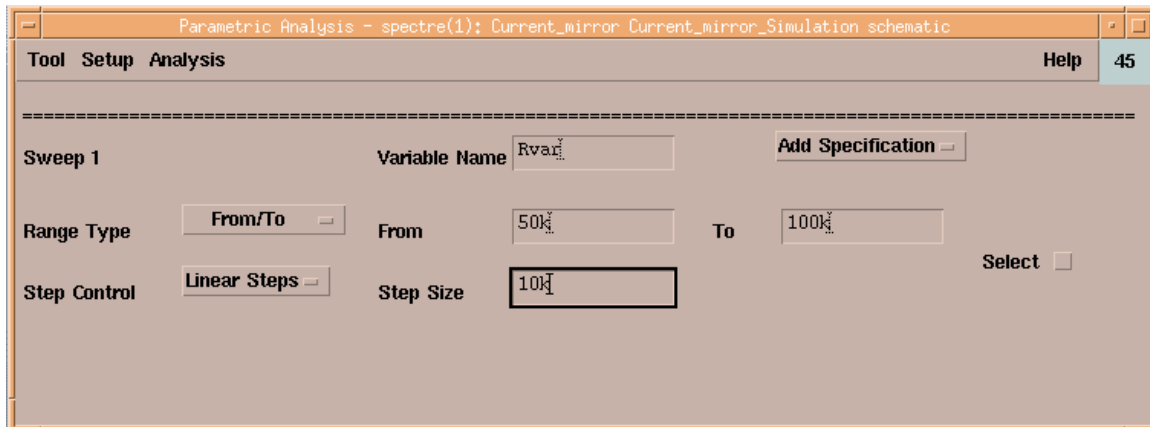 Parametric Analysis - spectre(1): Current_mirror Current_mirror_Simulation schematic
Tool Setup Analysis Help 45
=====================================================================================================
Sweep 1 Variable Name Rvar Add Specification
Range Type From/To From 50k To 100k
Select
Step Control Linear Steps Step Size 10k